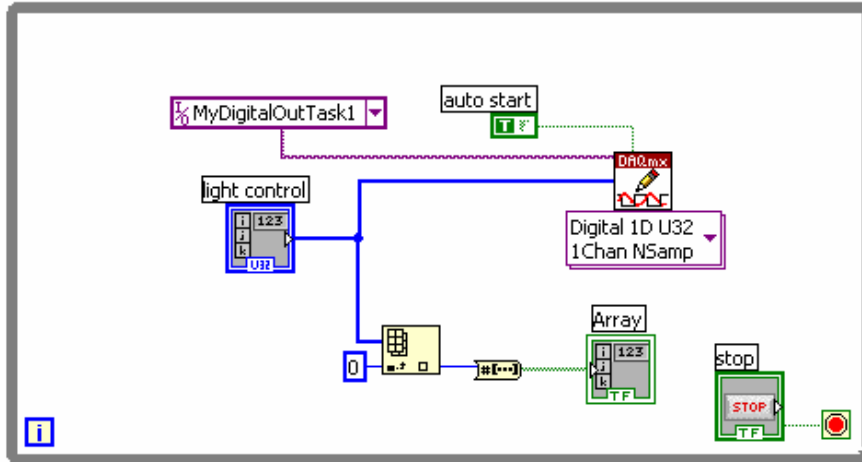 auto start
I/O MyDigitalOutTask1
T F
DAQmx
light control
i 123
j
k
U32
Digital 1D U32
1Chan NSamp
Array
i 123
j
k
TF
0
#[···]
stop
STOP
TF
i